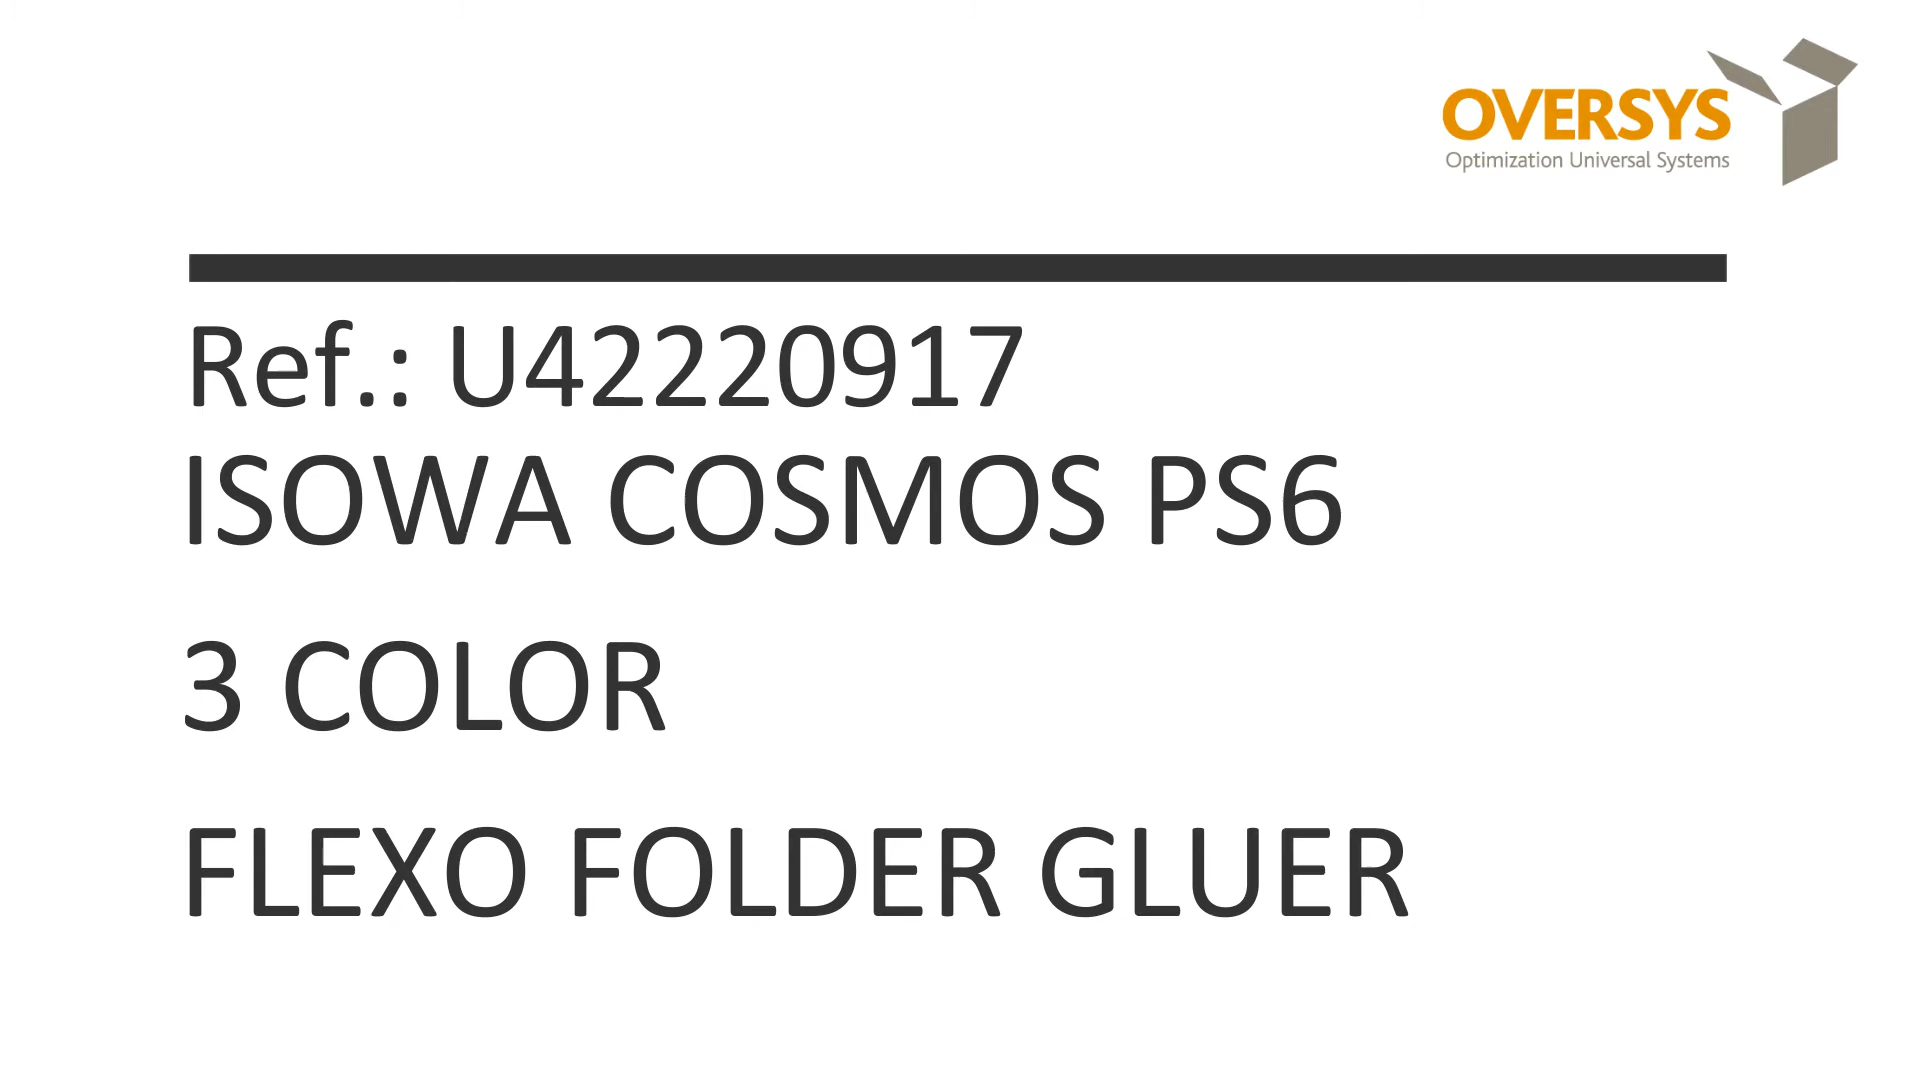 OVERSYS
Optimization Universal Systems
Ref.: U42220917
ISOWA COSMOS PS6
3 COLOR
FLEXO FOLDER GLUER